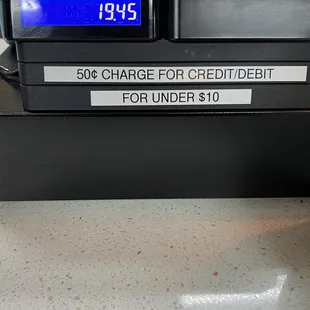 19.45
50¢ CHARGE FOR CREDIT/DEBIT
FOR UNDER $10